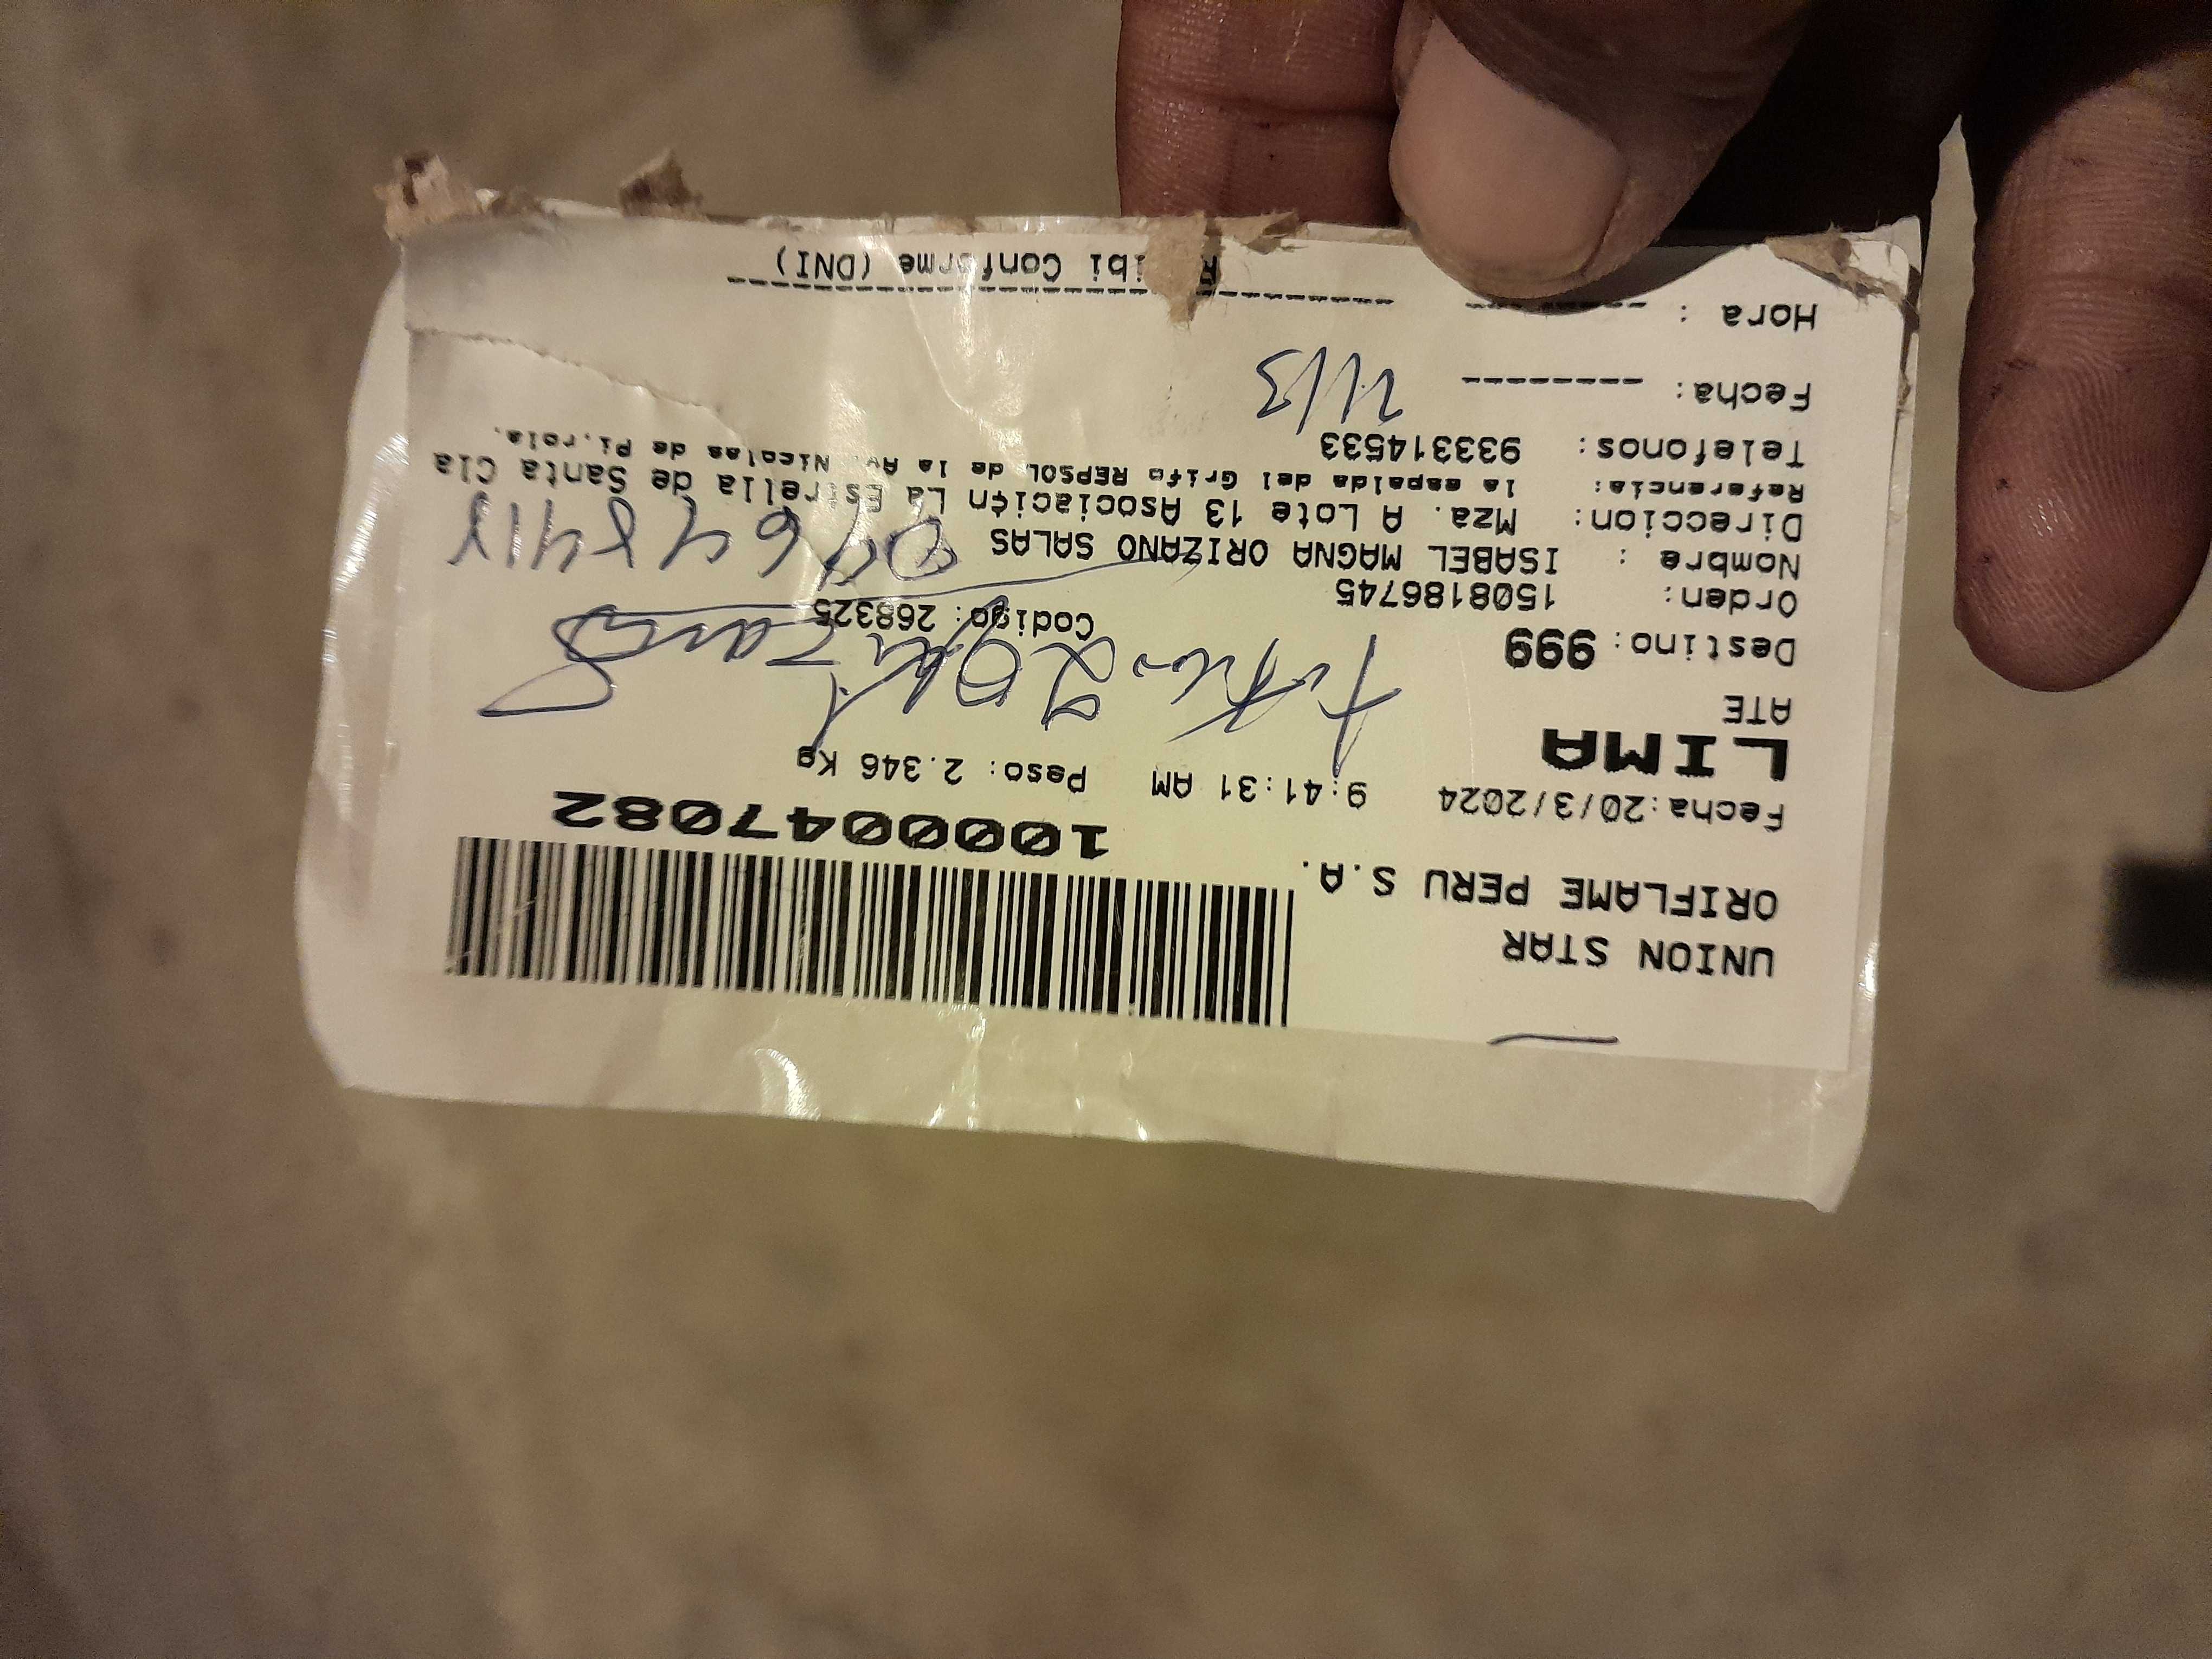 UNION STAR
ORIFLAME PERU S.A.
1000047082
Fecha:20/3/2024 9:41:31 AM Peso: 2.346 Kg
LIMA
ATE
Destino: 999
Codigo: 268325
Orden: 1508186745
Nombre : ISABEL MAGNA ORIZANO SALAS
Direccion: Mza. A Lote 13 Asociaci¢n La Estrella de Santa Cla
Referencia: la espalda del Grifo REPSOL de la Av. Nicolas de Pi.rola.
Telefonos: 933314533
Fecha: -------- 21/3
Hora :
Conforme (DNI)